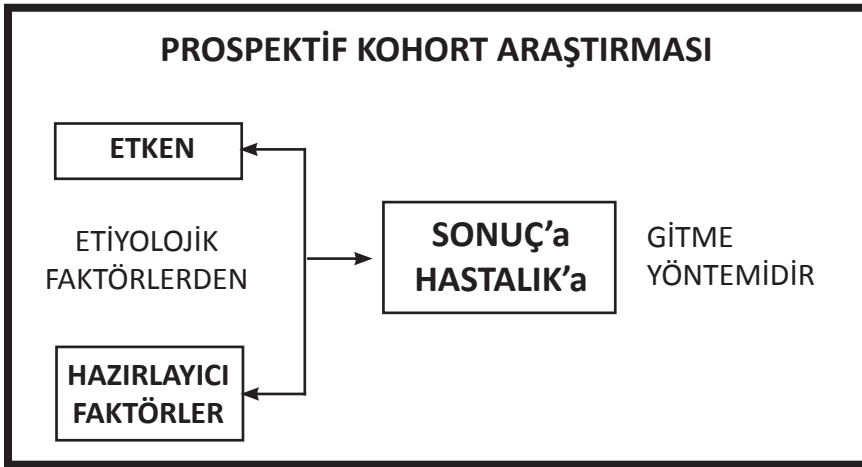 PROSPEKTİF KOHORT ARAŞTIRMASI
ETKEN
ETİYOLOJİK
FAKTÖRLERDEN
SONUÇ’a
HASTALIK’a
GİTME
YÖNTEMİDİR
HAZIRLAYICI
FAKTÖRLER